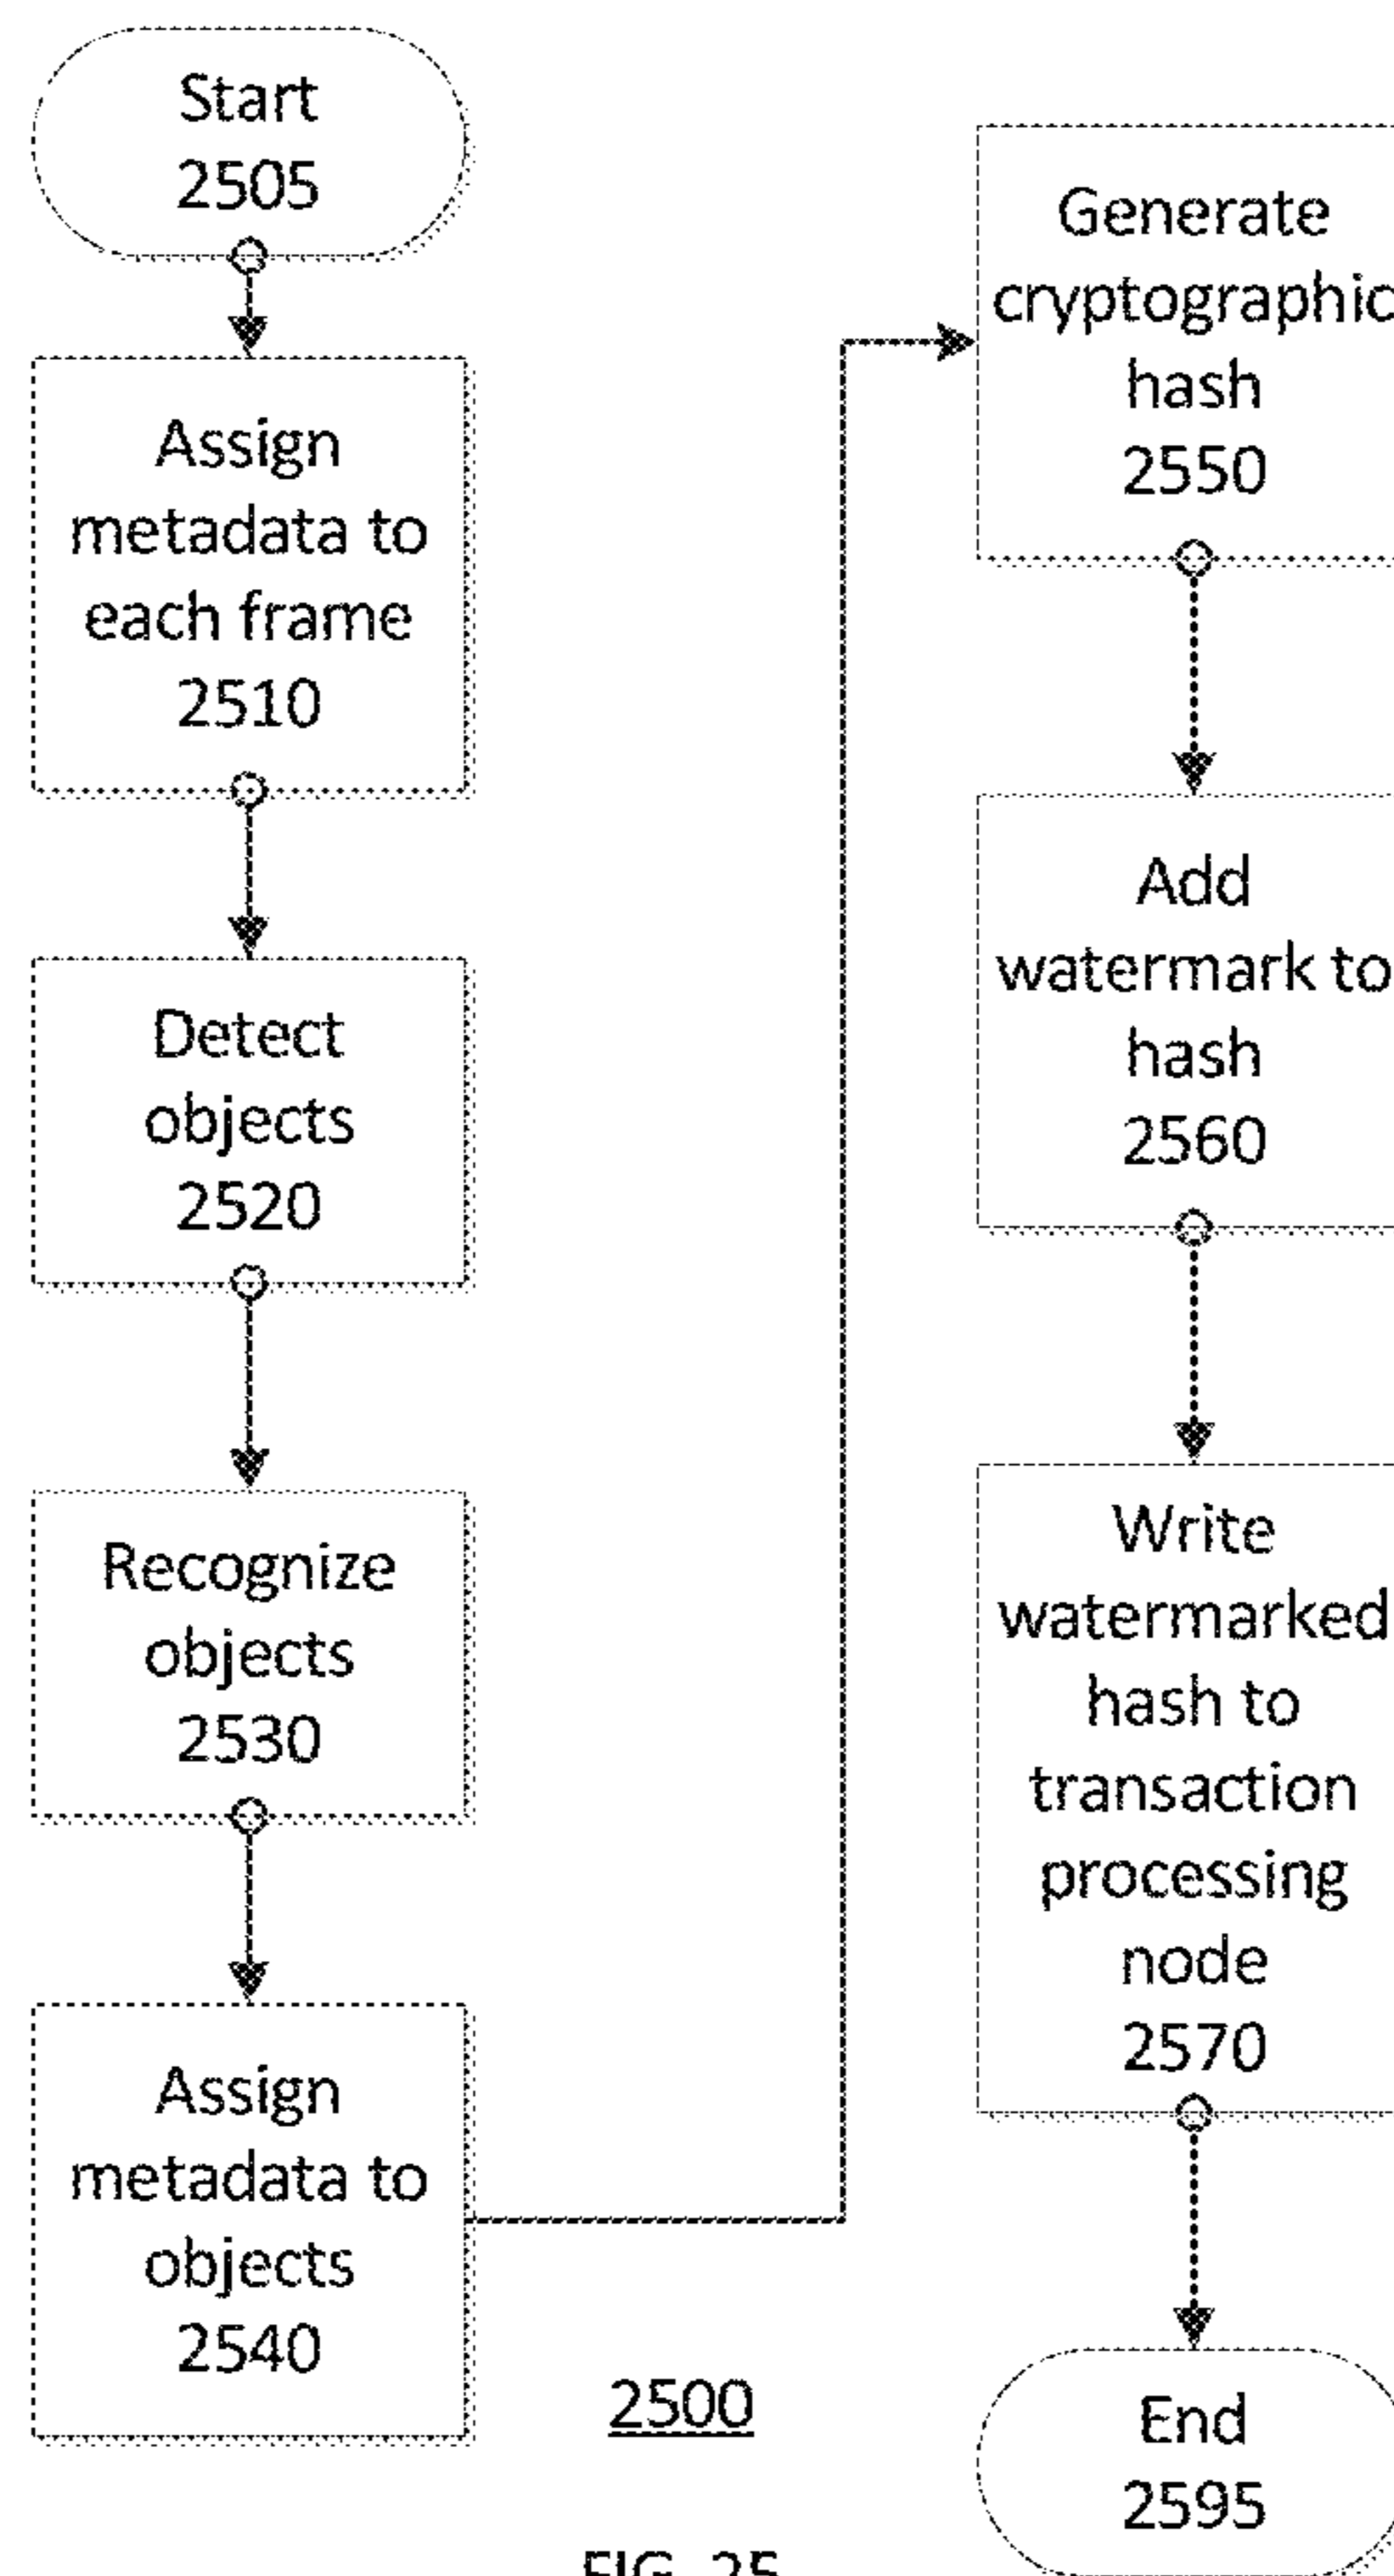 Start
2505
Assign
metadata to
each frame
2510
Detect
objects
2520
Recognize
objects
2530
Assign
metadata to
objects
2540
Generate
cryptographic
hash
2550
Add
watermark to
hash
2560
Write
watermarked
hash to
transaction
processing
node
2570
End
2595
2500
FIG. 25